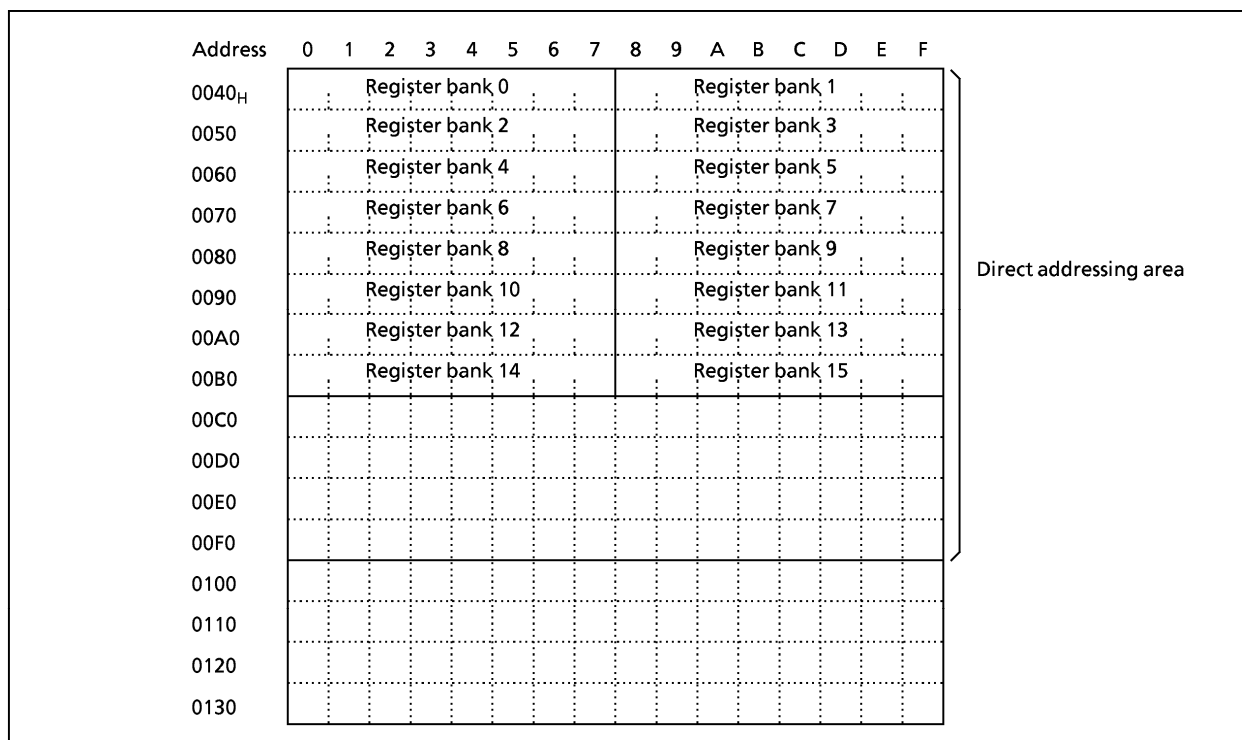 Address 0 1 2 3 4 5 6 7 8 9 A B C D E F
0040H Register bank 0 Register bank 1
0050 Register bank 2 Register bank 3
0060 Register bank 4 Register bank 5
0070 Register bank 6 Register bank 7
0080 Register bank 8 Register bank 9
Direct addressing area
0090 Register bank 10 Register bank 11
00A0 Register bank 12 Register bank 13
00B0 Register bank 14 Register bank 15
00C0
00D0
00E0
00F0
0100
0110
0120
0130